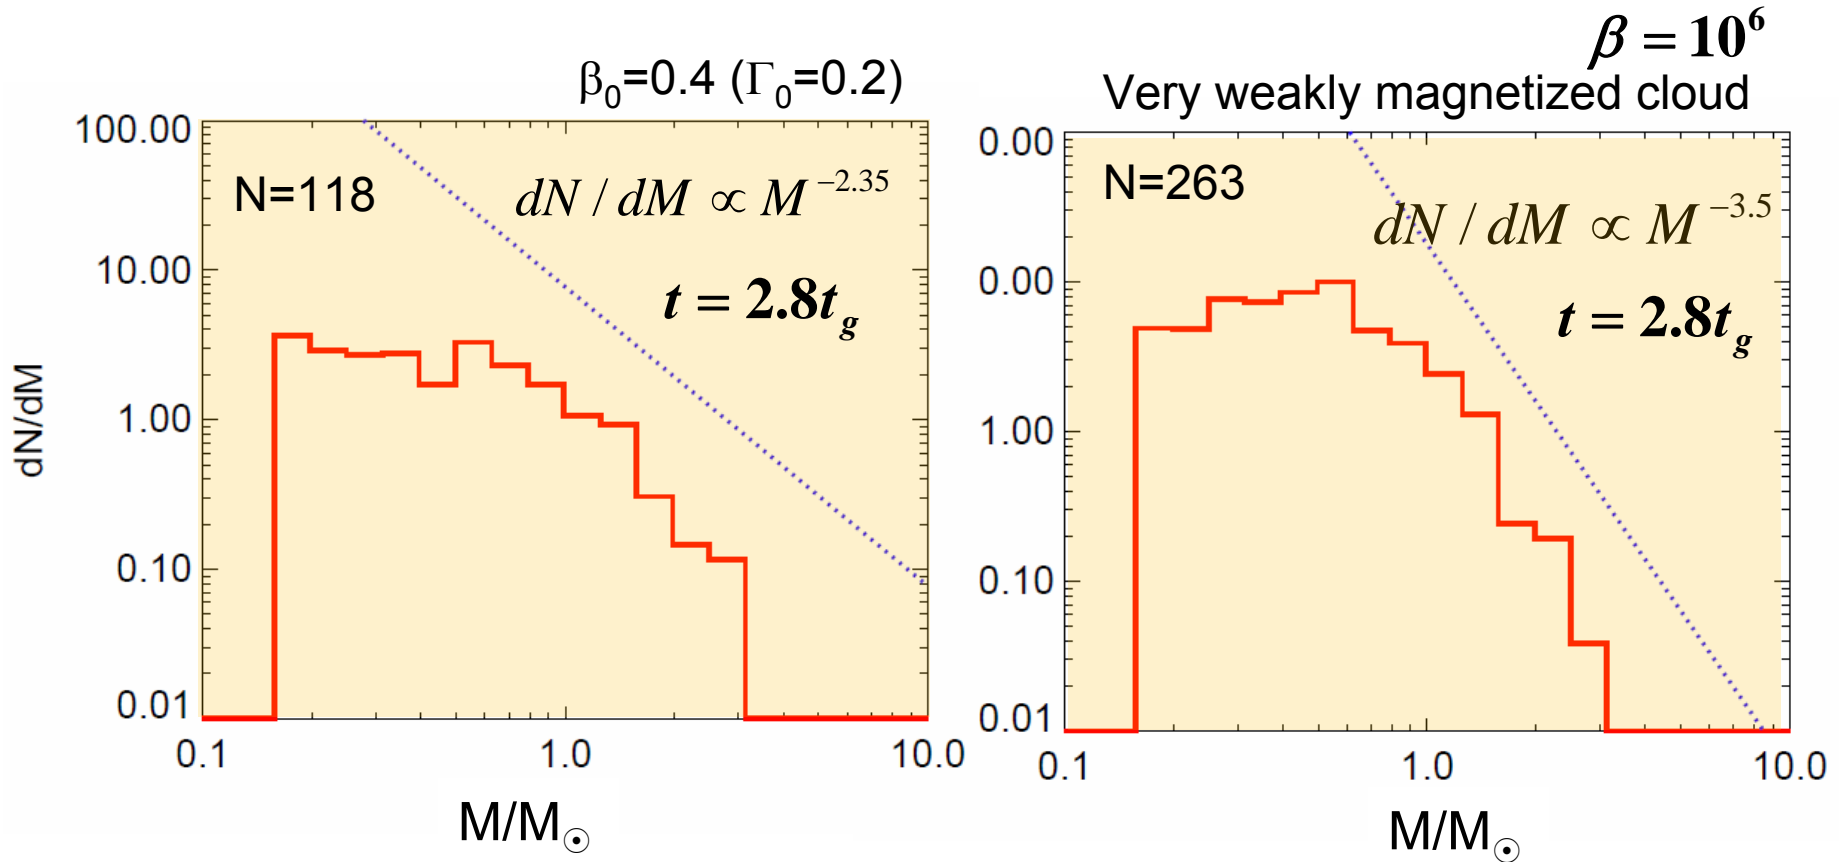 β₀=0.4 (Γ₀=0.2)
100.00
10.00
1.00
0.10
0.01
dN/dM
N=118
dN / dM ∝ M⁻²·³⁵
t = 2.8t_g
0.1
1.0
10.0
M/M☉
β = 10⁶
Very weakly magnetized cloud
0.00
0.00
1.00
0.10
0.01
N=263
dN / dM ∝ M⁻³·⁵
t = 2.8t_g
0.1
1.0
10.0
M/M☉